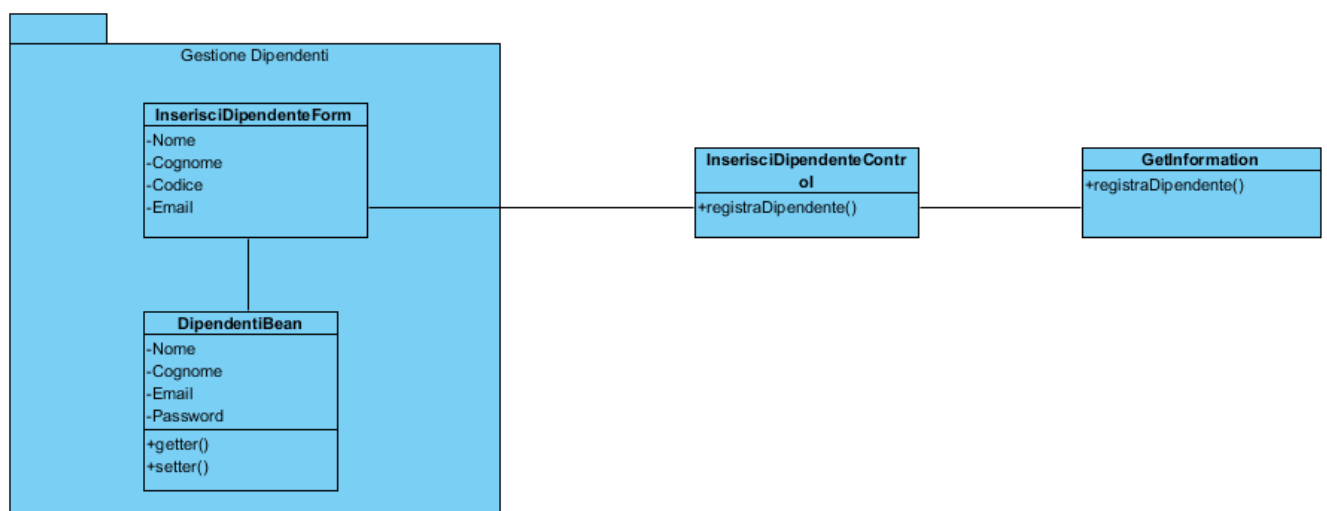 Gestione Dipendenti
InserisciDipendenteForm
-Nome
-Cognome
-Codice
-Email
DipendentiBean
-Nome
-Cognome
-Email
-Password
+getter()
+setter()
InserisciDipendenteContr
ol
+registraDipendente()
GetInformation
+registraDipendente()